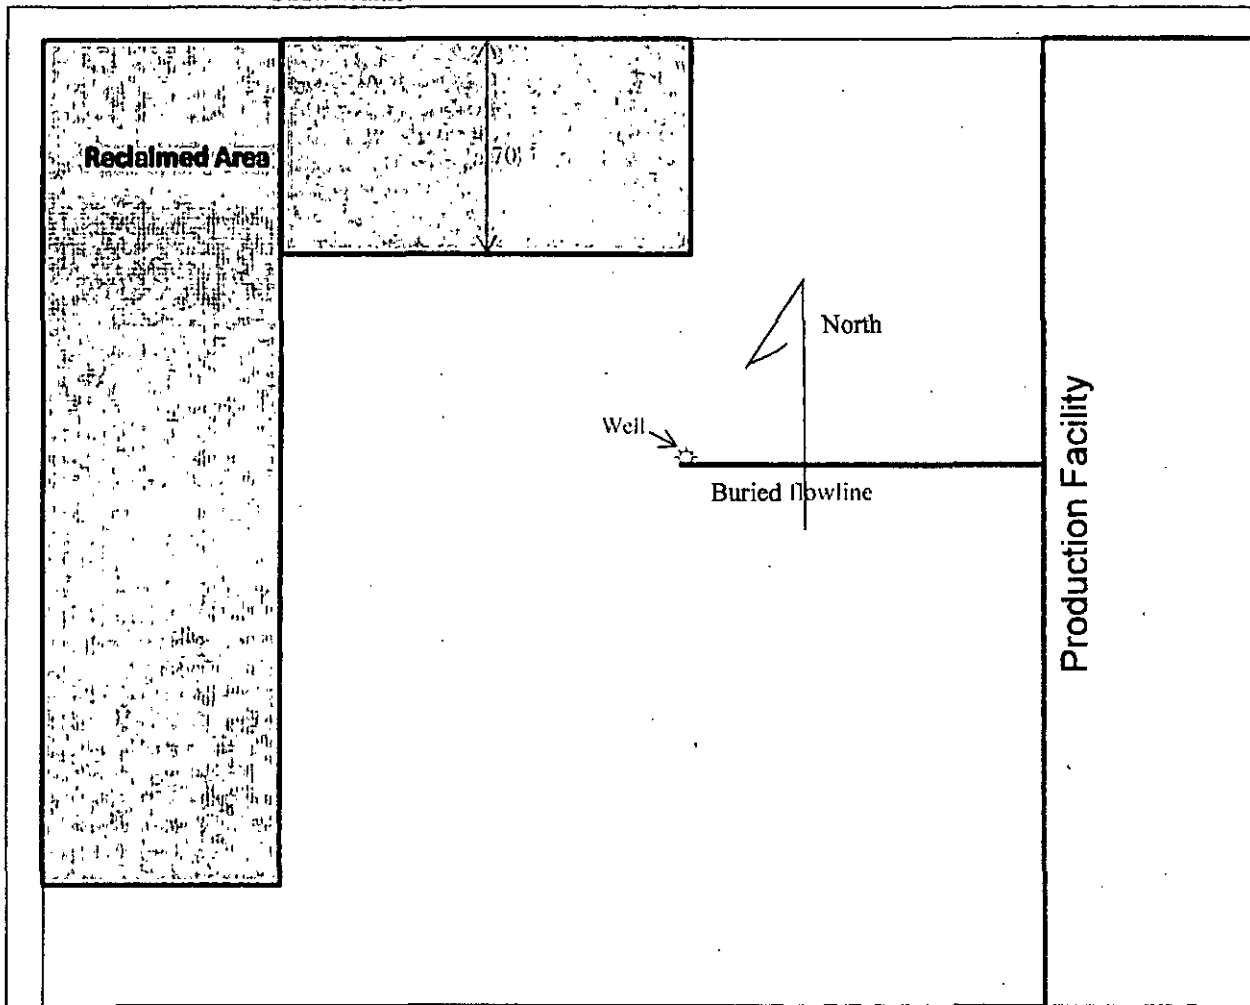 Reclaimed Area
70'
North
Well
Buried flowline
Production Facility